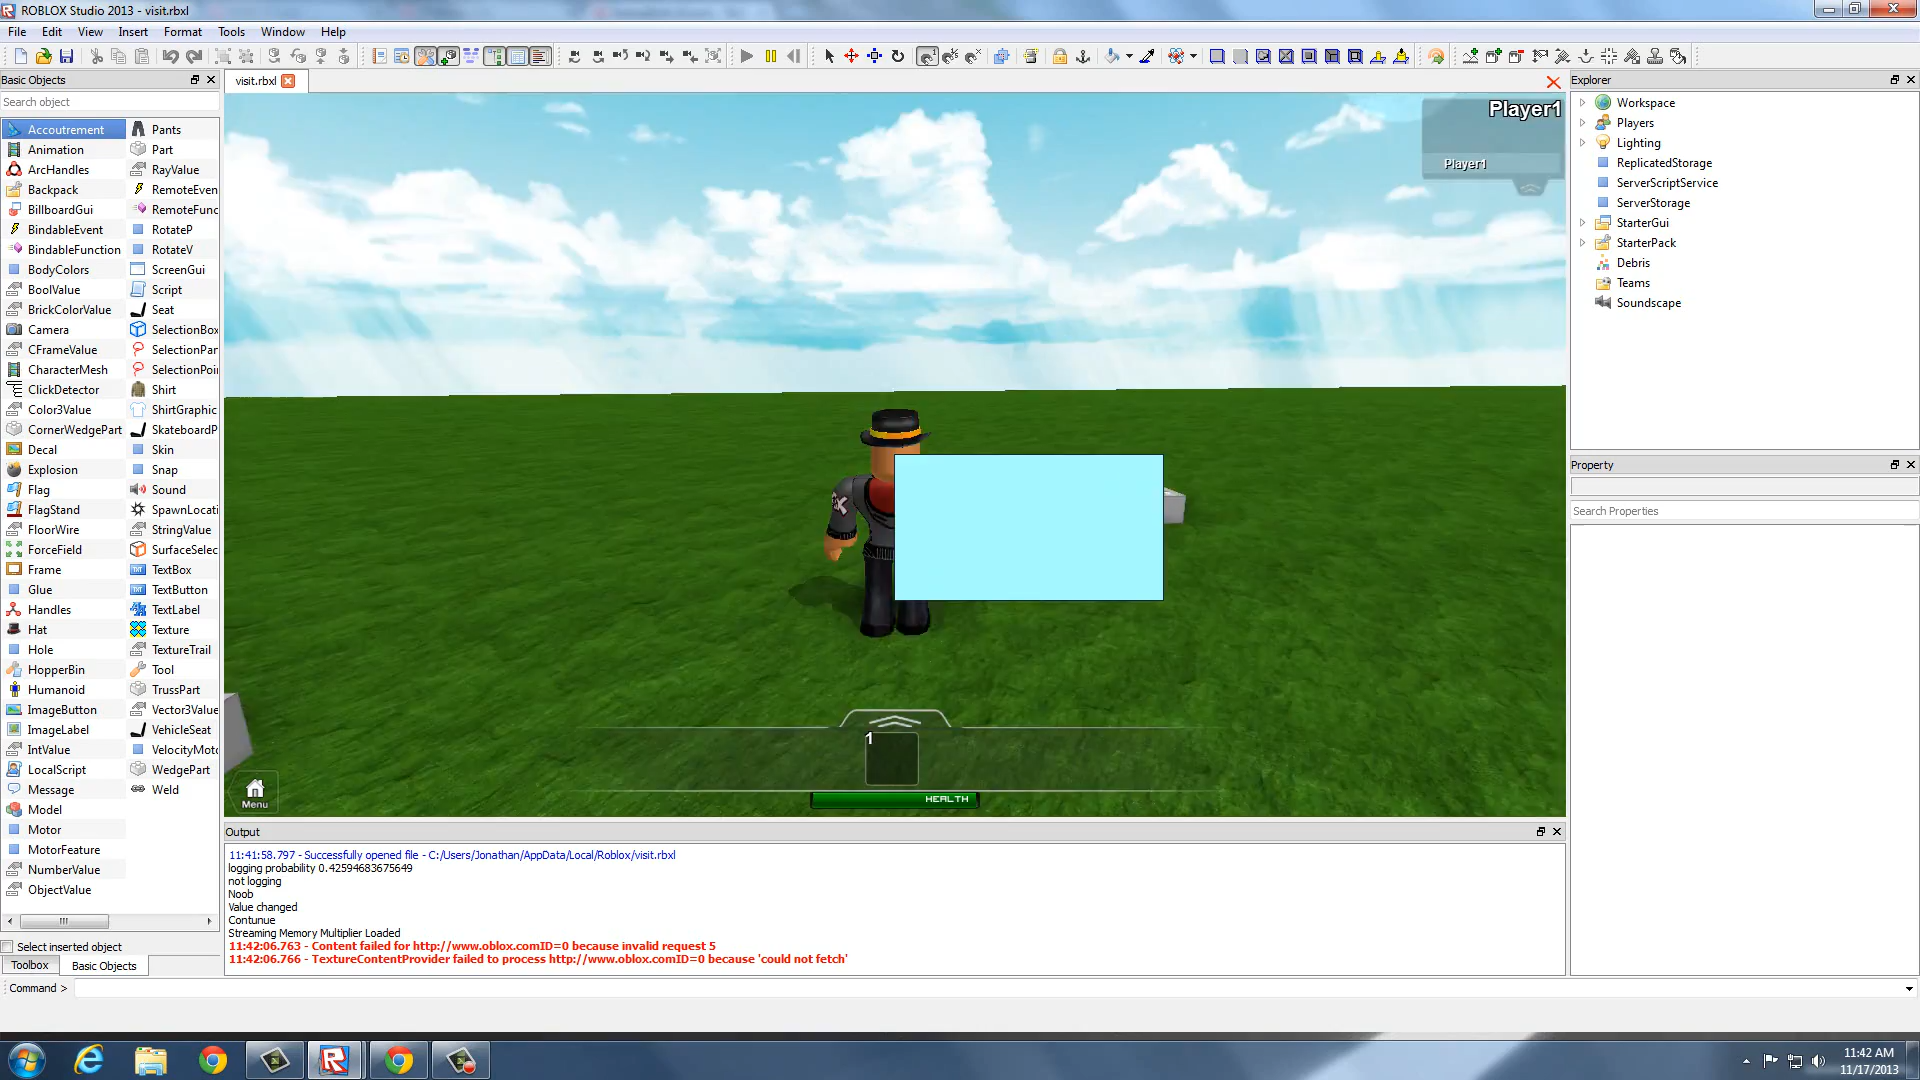 ROBLOX Studio 2013 - visit.rbxl
File Edit View Insert Format Tools Window Help
Basic Objects
Search object
Accoutrement
Animation
ArcHandles
Backpack
BillboardGui
BindableEvent
BindableFunction
BodyColors
BoolValue
BrickColorValue
Camera
CFrameValue
CharacterMesh
ClickDetector
Color3Value
CornerWedgePart
Decal
Explosion
Flag
FlagStand
FloorWire
ForceField
Frame
Glue
Handles
Hat
Hole
HopperBin
Humanoid
ImageButton
ImageLabel
IntValue
LocalScript
Message
Model
Motor
MotorFeature
NumberValue
ObjectValue
Pants
Part
RayValue
RemoteEven
RemoteFunc
RotateP
RotateV
ScreenGui
Script
Seat
SelectionBox
SelectionPar
SelectionPoi
Shirt
ShirtGraphic
SkateboardP
Skin
Snap
Sound
SpawnLocati
StringValue
SurfaceSelec
TextBox
TextButton
TextLabel
Texture
TextureTrail
Tool
TrussPart
Vector3Value
VehicleSeat
VelocityMoto
WedgePart
Weld
Select inserted object
Toolbox Basic Objects
visit.rbxl
Player1
Player1
1
HEALTH
Menu
Output
11:41:58.797 - Successfully opened file - C:/Users/Jonathan/AppData/Local/Roblox/visit.rbxl
logging probability 0.42594683675649
not logging
Noob
Value changed
Contunue
Streaming Memory Multiplier Loaded
11:42:06.763 - Content failed for http://www.oblox.comID=0 because invalid request 5
11:42:06.766 - TextureContentProvider failed to process http://www.oblox.comID=0 because 'could not fetch'
Command >
Explorer
Workspace
Players
Lighting
ReplicatedStorage
ServerScriptService
ServerStorage
StarterGui
StarterPack
Debris
Teams
Soundscape
Property
Search Properties
11:42 AM
11/17/2013